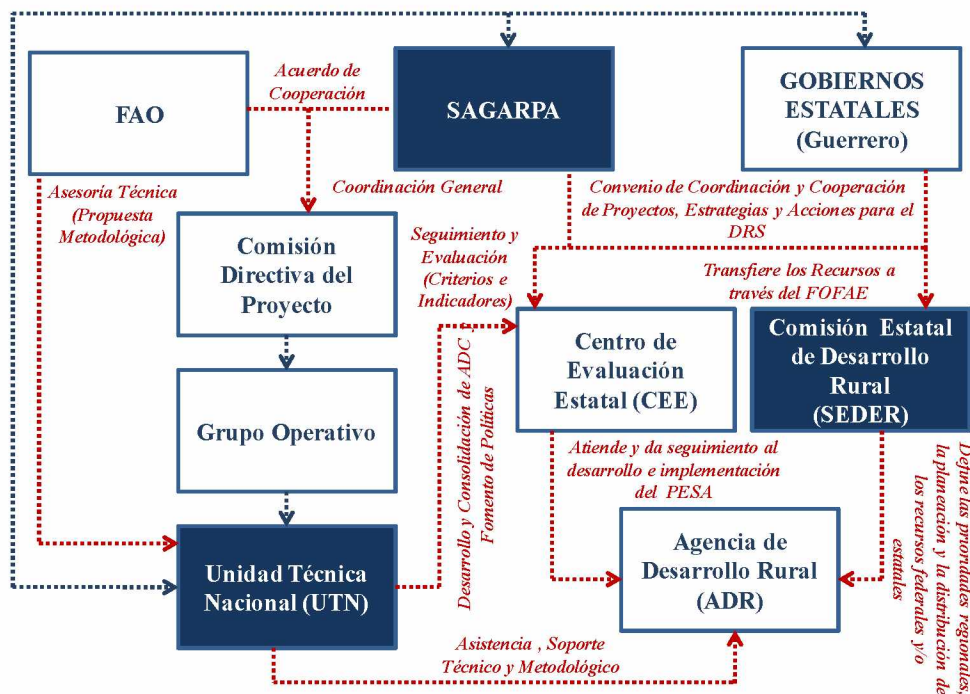 Acuerdo de
Cooperación
FAO
SAGARPA
GOBIERNOS
ESTATALES
(Guerrero)
Asesoría Técnica
(Propuesta
Metodológica)
Coordinación General
Convenio de Coordinación y Cooperación
de Proyectos, Estrategias y Acciones para el
DRS
Comisión
Directiva del
Proyecto
Seguimiento y
Evaluación
(Criterios e
Indicadores)
Transfiere los Recursos a
través del FOFAE
Centro de
Evaluación
Estatal (CEE)
Comisión Estatal
de Desarrollo
Rural
(SEDER)
Grupo Operativo
Desarrollo y Consolidación de ADC y
Fomento de Políticas
Atiende y da seguimiento al
desarrollo e implementación
del PESA
Define las prioridades regionales,
la planeación y la distribución de
los recursos federales y/o
estatales
Unidad Técnica
Nacional (UTN)
Agencia de
Desarrollo Rural
(ADR)
Asistencia , Soporte
Técnico y Metodológico